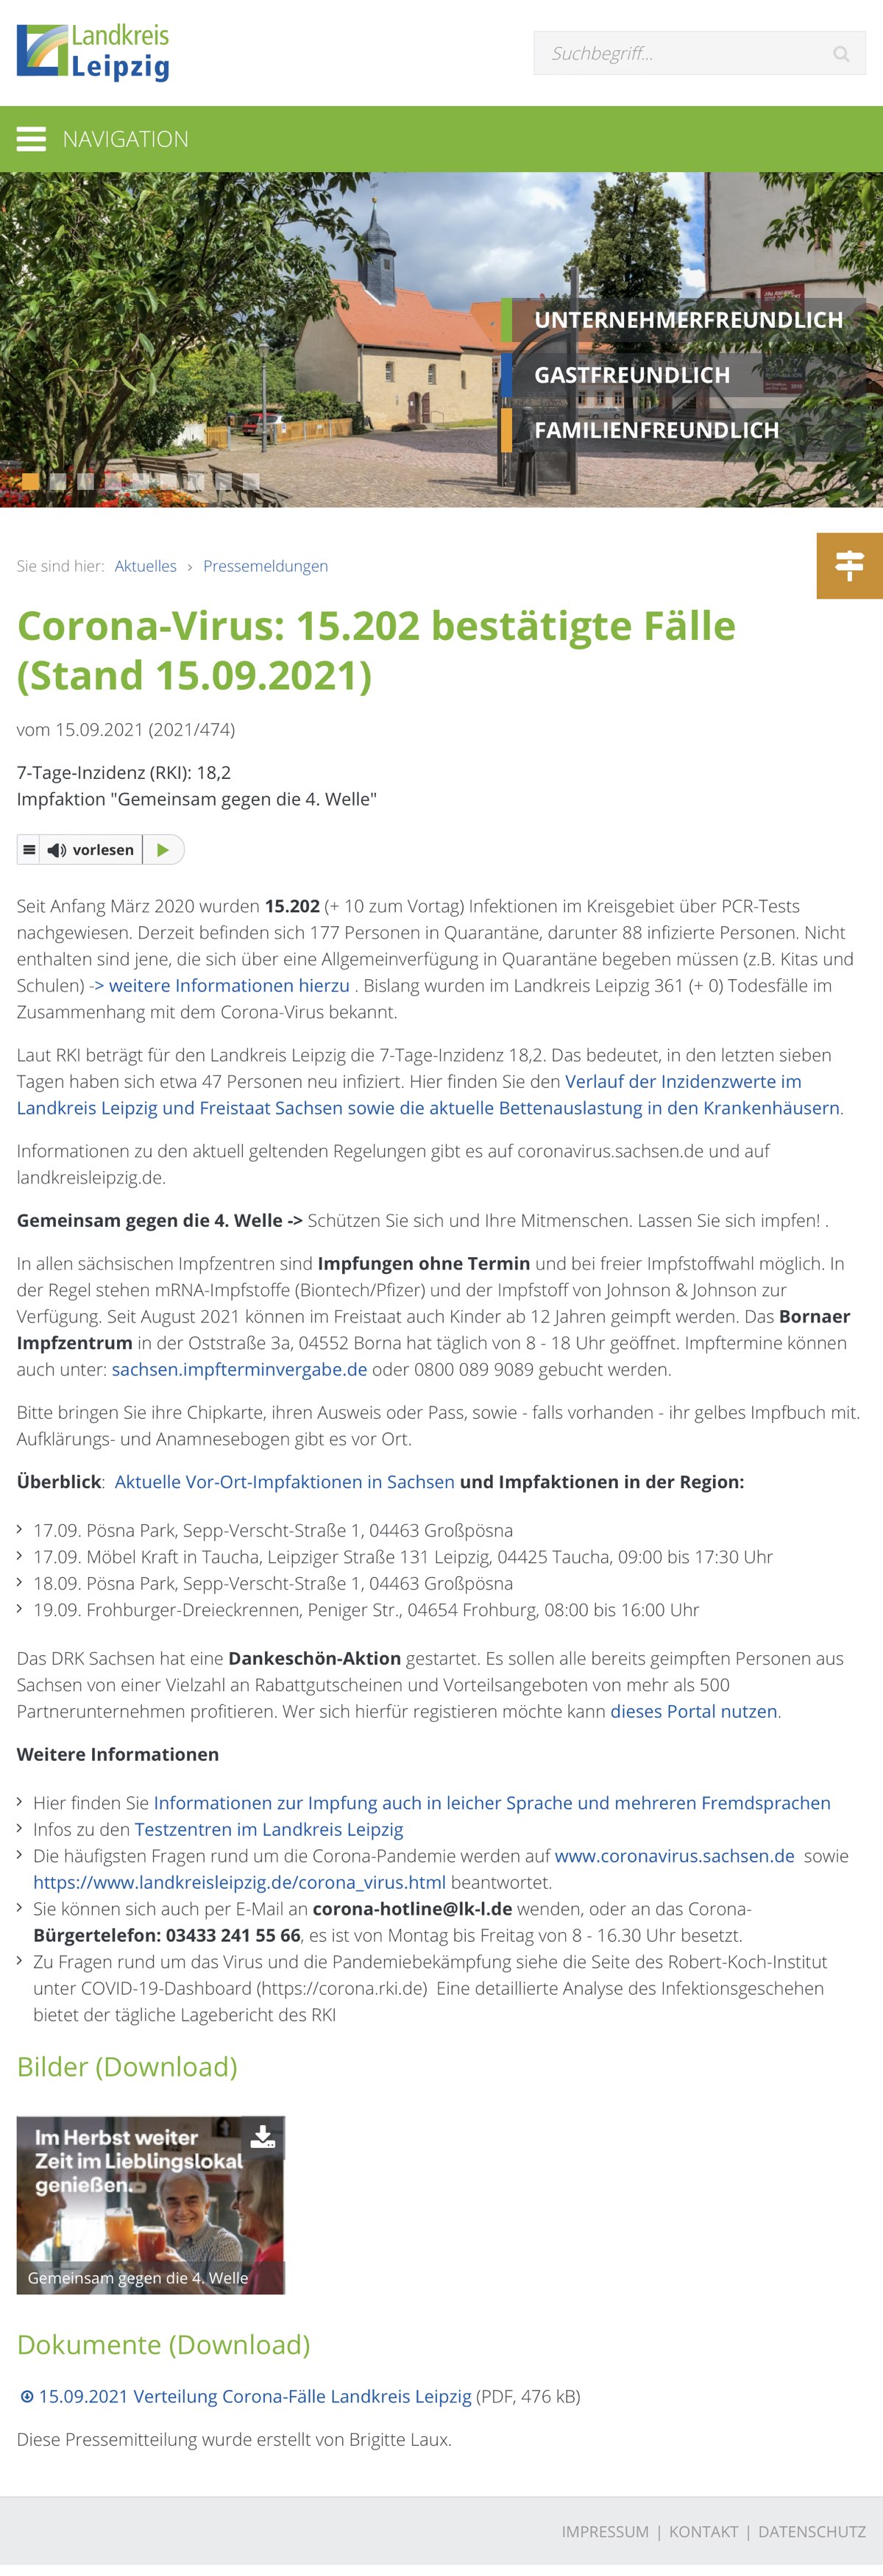 Landkreis
Leipzig
Suchbegriff...
NAVIGATION
UNTERNEHMERFREUNDLICH
GASTFREUNDLICH
FAMILIENFREUNDLICH
Sie sind hier: Aktuelles › Pressemeldungen
Corona-Virus: 15.202 bestätigte Fälle
(Stand 15.09.2021)
vom 15.09.2021 (2021/474)
7-Tage-Inzidenz (RKI): 18,2
Impfaktion "Gemeinsam gegen die 4. Welle"
vorlesen
Seit Anfang März 2020 wurden 15.202 (+ 10 zum Vortag) Infektionen im Kreisgebiet über PCR-Tests
nachgewiesen. Derzeit befinden sich 177 Personen in Quarantäne, darunter 88 infizierte Personen. Nicht
enthalten sind jene, die sich über eine Allgemeinverfügung in Quarantäne begeben müssen (z.B. Kitas und
Schulen) -> weitere Informationen hierzu . Bislang wurden im Landkreis Leipzig 361 (+ 0) Todesfälle im
Zusammenhang mit dem Corona-Virus bekannt.
Laut RKI beträgt für den Landkreis Leipzig die 7-Tage-Inzidenz 18,2. Das bedeutet, in den letzten sieben
Tagen haben sich etwa 47 Personen neu infiziert. Hier finden Sie den Verlauf der Inzidenzwerte im
Landkreis Leipzig und Freistaat Sachsen sowie die aktuelle Bettenauslastung in den Krankenhäusern.
Informationen zu den aktuell geltenden Regelungen gibt es auf coronavirus.sachsen.de und auf
landkreisleipzig.de.
Gemeinsam gegen die 4. Welle -> Schützen Sie sich und Ihre Mitmenschen. Lassen Sie sich impfen! .
In allen sächsischen Impfzentren sind Impfungen ohne Termin und bei freier Impfstoffwahl möglich. In
der Regel stehen mRNA-Impfstoffe (Biontech/Pfizer) und der Impfstoff von Johnson & Johnson zur
Verfügung. Seit August 2021 können im Freistaat auch Kinder ab 12 Jahren geimpft werden. Das Bornaer
Impfzentrum in der Oststraße 3a, 04552 Borna hat täglich von 8 - 18 Uhr geöffnet. Impftermine können
auch unter: sachsen.impfterminvergabe.de oder 0800 089 9089 gebucht werden.
Bitte bringen Sie ihre Chipkarte, ihren Ausweis oder Pass, sowie - falls vorhanden - ihr gelbes Impfbuch mit.
Aufklärungs- und Anamnesebogen gibt es vor Ort.
Überblick: Aktuelle Vor-Ort-Impfaktionen in Sachsen und Impfaktionen in der Region:
› 17.09. Pösna Park, Sepp-Verscht-Straße 1, 04463 Großpösna
› 17.09. Möbel Kraft in Taucha, Leipziger Straße 131 Leipzig, 04425 Taucha, 09:00 bis 17:30 Uhr
› 18.09. Pösna Park, Sepp-Verscht-Straße 1, 04463 Großpösna
› 19.09. Frohburger-Dreieckrennen, Peniger Str., 04654 Frohburg, 08:00 bis 16:00 Uhr
Das DRK Sachsen hat eine Dankeschön-Aktion gestartet. Es sollen alle bereits geimpften Personen aus
Sachsen von einer Vielzahl an Rabattgutscheinen und Vorteilsangeboten von mehr als 500
Partnerunternehmen profitieren. Wer sich hierfür registieren möchte kann dieses Portal nutzen.
Weitere Informationen
› Hier finden Sie Informationen zur Impfung auch in leicher Sprache und mehreren Fremdsprachen
› Infos zu den Testzentren im Landkreis Leipzig
› Die häufigsten Fragen rund um die Corona-Pandemie werden auf www.coronavirus.sachsen.de sowie
https://www.landkreisleipzig.de/corona_virus.html beantwortet.
› Sie können sich auch per E-Mail an corona-hotline@lk-l.de wenden, oder an das Corona-
Bürgertelefon: 03433 241 55 66, es ist von Montag bis Freitag von 8 - 16.30 Uhr besetzt.
› Zu Fragen rund um das Virus und die Pandemiebekämpfung siehe die Seite des Robert-Koch-Institut
unter COVID-19-Dashboard (https://corona.rki.de) Eine detaillierte Analyse des Infektionsgeschehen
bietet der tägliche Lagebericht des RKI
Bilder (Download)
Im Herbst weiter
Zeit im Lieblingslokal
genießen.
Gemeinsam gegen die 4. Welle
Dokumente (Download)
15.09.2021 Verteilung Corona-Fälle Landkreis Leipzig (PDF, 476 kB)
Diese Pressemitteilung wurde erstellt von Brigitte Laux.
IMPRESSUM | KONTAKT | DATENSCHUTZ